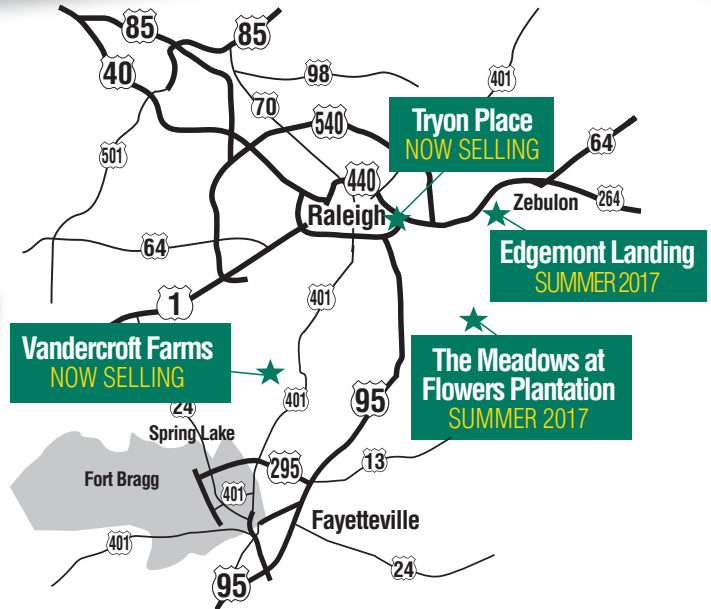 85
85
40
98
401
70
540
Tryon Place
NOW SELLING
64
501
440
264
Zebulon
Raleigh
64
Edgemont Landing
SUMMER 2017
1
401
Vandercroft Farms
NOW SELLING
The Meadows at
Flowers Plantation
SUMMER 2017
24
401
95
Spring Lake
295
13
Fort Bragg
401
Fayetteville
401
24
95